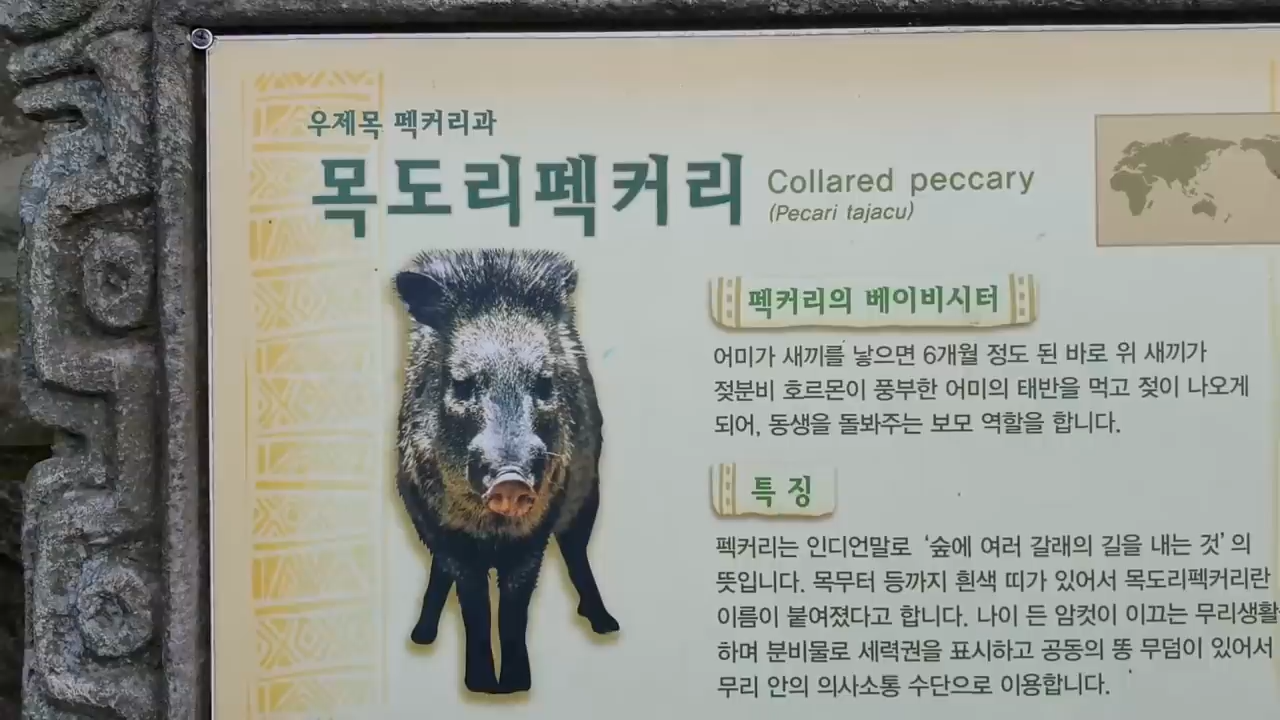 우제목 펙커리과
목도리펙커리 Collared peccary
(Pecari tajacu)
펙커리의 베이비시터
어미가 새끼를 낳으면 6개월 정도 된 바로 위 새끼가
젖분비 호르몬이 풍부한 어미의 태반을 먹고 젖이 나오게
되어, 동생을 돌봐주는 보모 역할을 합니다.
특징
펙커리는 인디언말로 ‘숲에 여러 갈래의 길을 내는 것’의
뜻입니다. 목무터 등까지 흰색 띠가 있어서 목도리펙커리란
이름이 붙여졌다고 합니다. 나이 든 암컷이 이끄는 무리생활
하며 분비물로 세력권을 표시하고 공동의 똥 무덤이 있어서
무리 안의 의사소통 수단으로 이용합니다.